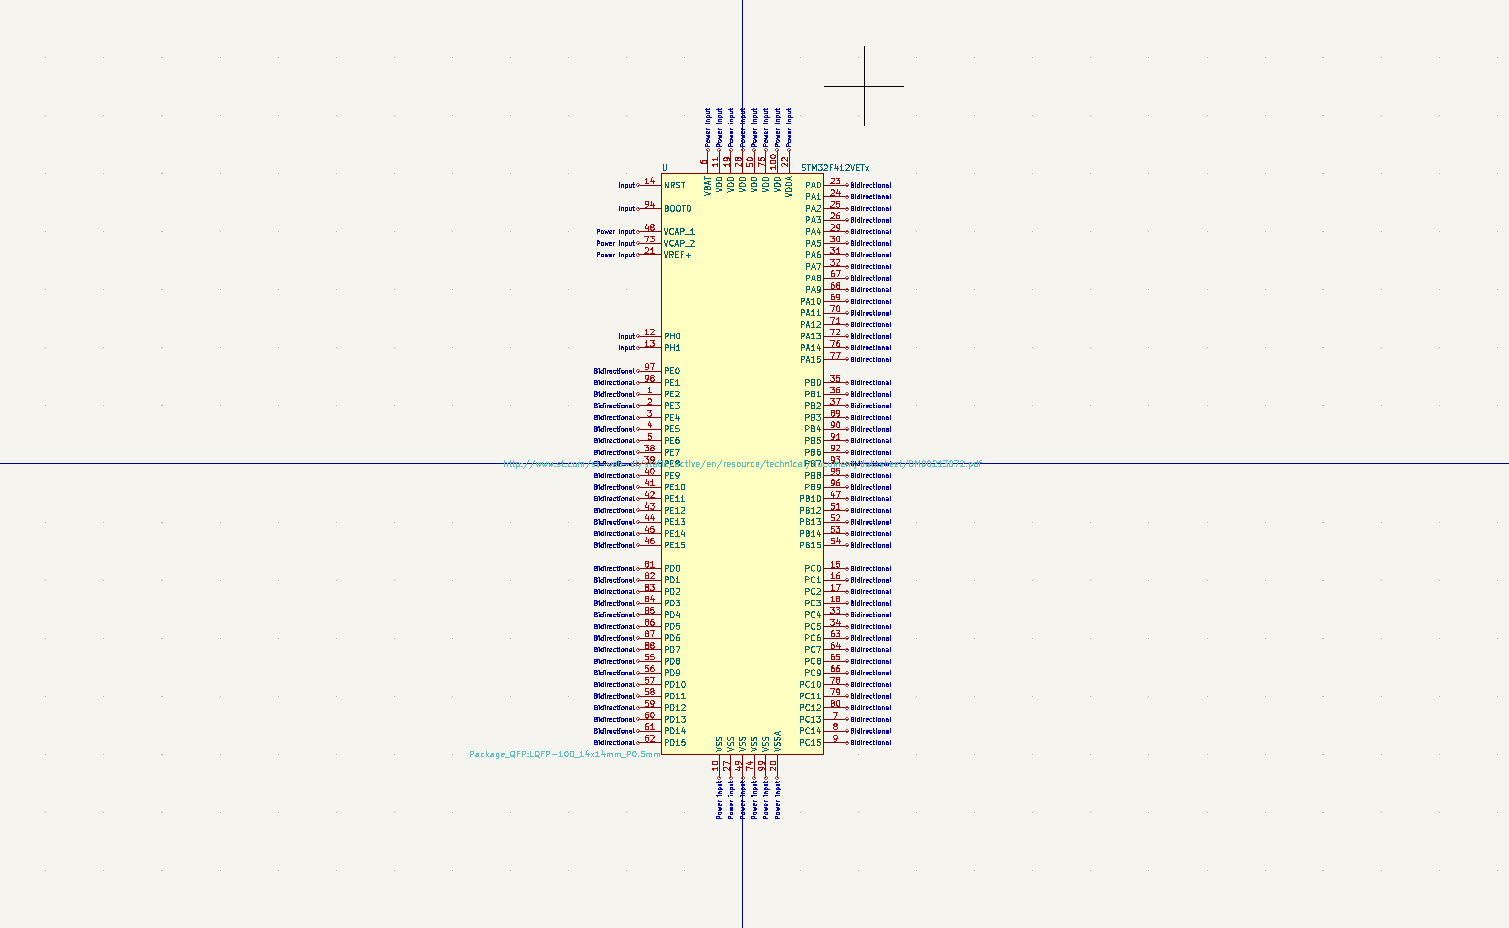 Power Input Power Input Power Input Power Input Power Input Power Input Power Input Power Input
6 11 19 28 50 75 100 22
U STM32F412VETx
VBAT VDD VDD VDD VDD VDD VDD VDDA
Input 14 NRST PA0 23 Bidirectional
PA1 24 Bidirectional
Input 94 BOOT0 PA2 25 Bidirectional
PA3 26 Bidirectional
Power Input 48 VCAP_1 PA4 29 Bidirectional
Power Input 73 VCAP_2 PA5 30 Bidirectional
Power Input 21 VREF+ PA6 31 Bidirectional
PA7 32 Bidirectional
PA8 67 Bidirectional
PA9 68 Bidirectional
PA10 69 Bidirectional
PA11 70 Bidirectional
PA12 71 Bidirectional
Input 12 PH0 PA13 72 Bidirectional
Input 13 PH1 PA14 76 Bidirectional
PA15 77 Bidirectional
Bidirectional 97 PE0
Bidirectional 98 PE1 PB0 35 Bidirectional
Bidirectional 1 PE2 PB1 36 Bidirectional
Bidirectional 2 PE3 PB2 37 Bidirectional
Bidirectional 3 PE4 PB3 89 Bidirectional
Bidirectional 4 PE5 PB4 90 Bidirectional
Bidirectional 5 PE6 PB5 91 Bidirectional
Bidirectional 38 PE7 PB6 92 Bidirectional
39 PE8 PB7 93
Bidirectional 40 PE9 PB8 95 Bidirectional
Bidirectional 41 PE10 PB9 96 Bidirectional
Bidirectional 42 PE11 PB10 47 Bidirectional
Bidirectional 43 PE12 PB12 51 Bidirectional
Bidirectional 44 PE13 PB13 52 Bidirectional
Bidirectional 45 PE14 PB14 53 Bidirectional
Bidirectional 46 PE15 PB15 54 Bidirectional
Bidirectional 81 PD0 PC0 15 Bidirectional
Bidirectional 82 PD1 PC1 16 Bidirectional
Bidirectional 83 PD2 PC2 17 Bidirectional
Bidirectional 84 PD3 PC3 18 Bidirectional
Bidirectional 85 PD4 PC4 33 Bidirectional
Bidirectional 86 PD5 PC5 34 Bidirectional
Bidirectional 87 PD6 PC6 63 Bidirectional
Bidirectional 88 PD7 PC7 64 Bidirectional
Bidirectional 55 PD8 PC8 65 Bidirectional
Bidirectional 56 PD9 PC9 66 Bidirectional
Bidirectional 57 PD10 PC10 78 Bidirectional
Bidirectional 58 PD11 PC11 79 Bidirectional
Bidirectional 59 PD12 PC12 80 Bidirectional
Bidirectional 60 PD13 PC13 7 Bidirectional
Bidirectional 61 PD14 PC14 8 Bidirectional
Bidirectional 62 PD15 PC15 9 Bidirectional
VSS VSS VSS VSS VSS VSSA
Package_QFP:LQFP-100_14x14mm_P0.5mm
10 27 49 74 99 20
Power Input Power Input Power Input Power Input Power Input Power Input